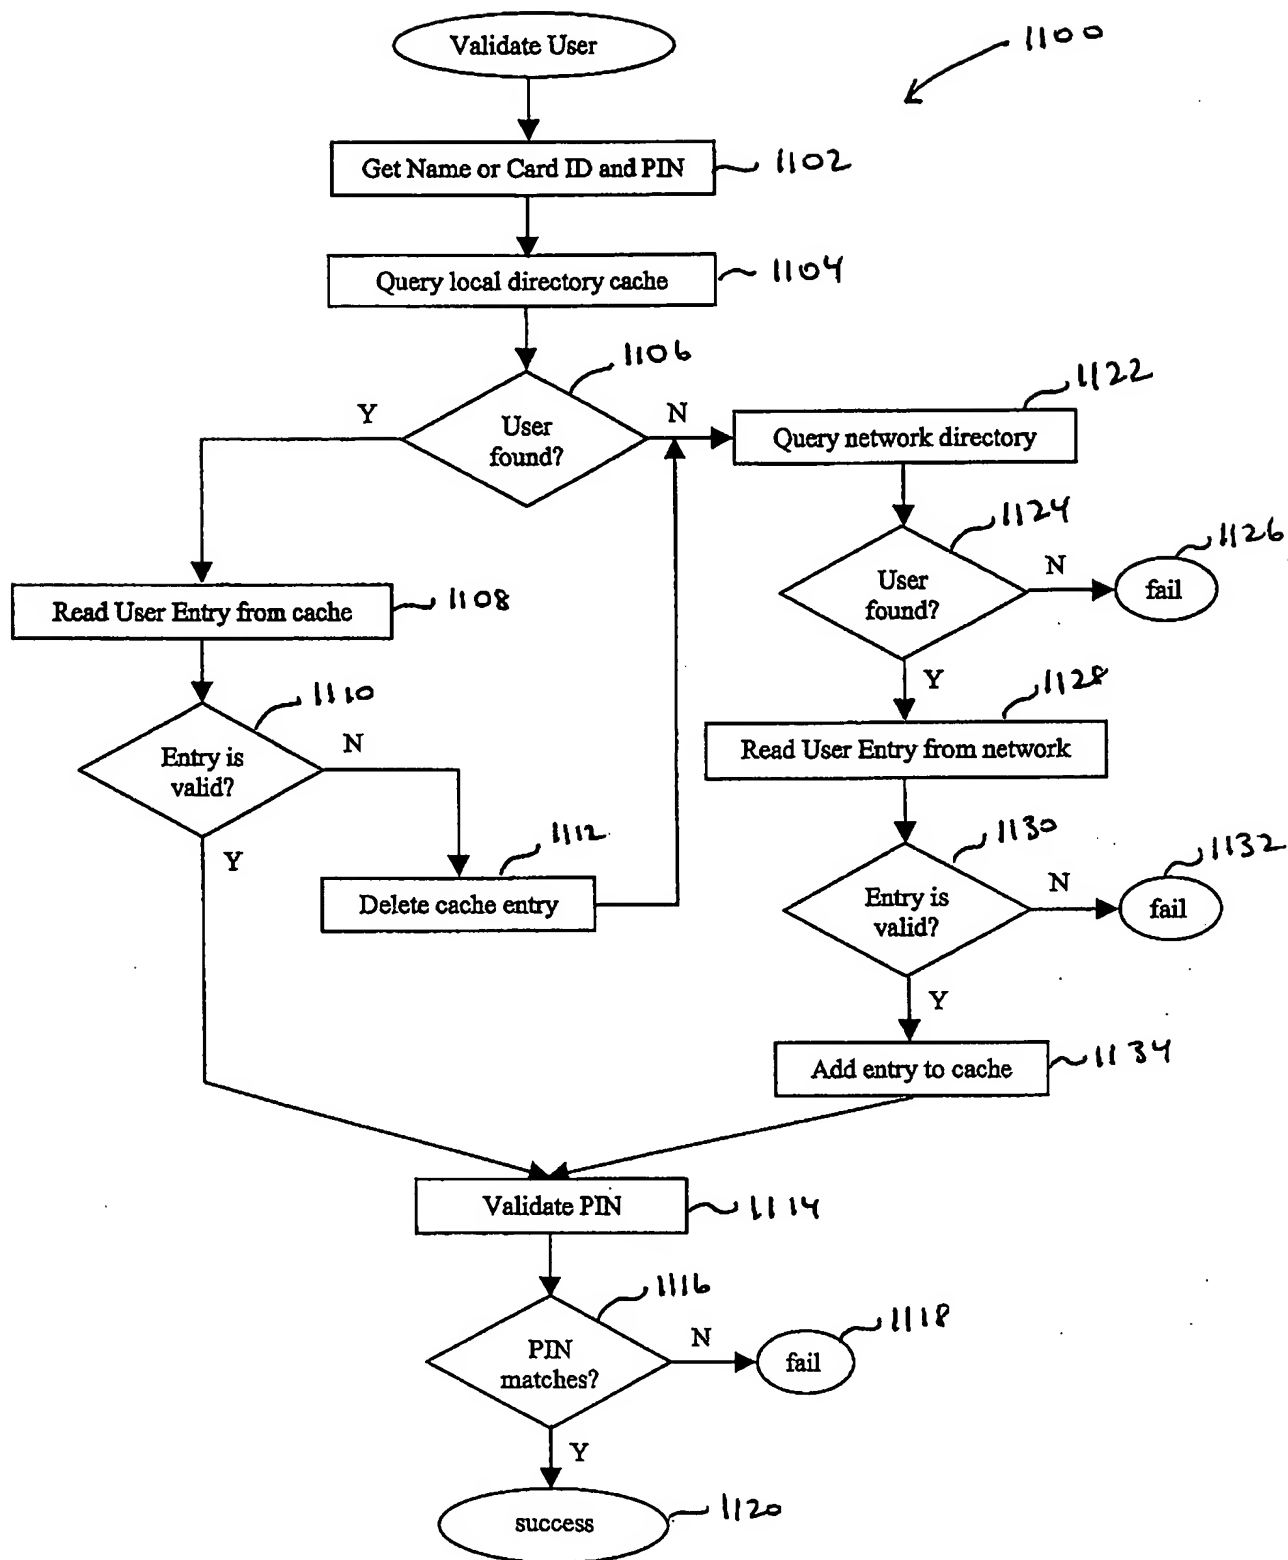 Validate User
1100
Get Name or Card ID and PIN
1102
Query local directory cache
1104
1106
User
found?
Y
N
1122
Query network directory
1124
User
found?
N
1126
fail
Y
1108
Read User Entry from cache
1128
Read User Entry from network
1110
Entry is
valid?
N
Y
1112
Delete cache entry
1130
Entry is
valid?
N
1132
fail
Y
Add entry to cache
1134
Validate PIN
1114
1116
PIN
matches?
N
1118
fail
Y
success
1120